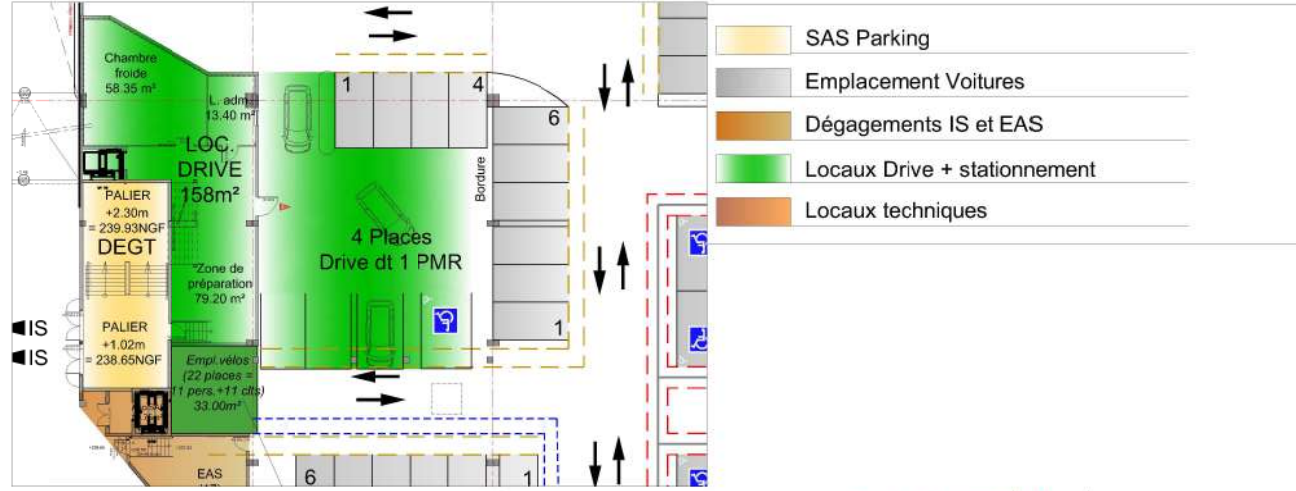 Chambre
froide
58.35 m²
L. adm
13.40 m²
LOC.
DRIVE
158m²
PALIER
+2.30m
= 239.93NGF
DEGT
Zone de
préparation
79.20 m²
PALIER
+1.02m
= 238.65NGF
IS
IS
Empl.vélos
(22 places =
11 pers.+11 clts)
33.00m²
EAS
1
4
6
Bordure
4 Places
Drive dt 1 PMR
1
6
1
SAS Parking
Emplacement Voitures
Dégagements IS et EAS
Locaux Drive + stationnement
Locaux techniques